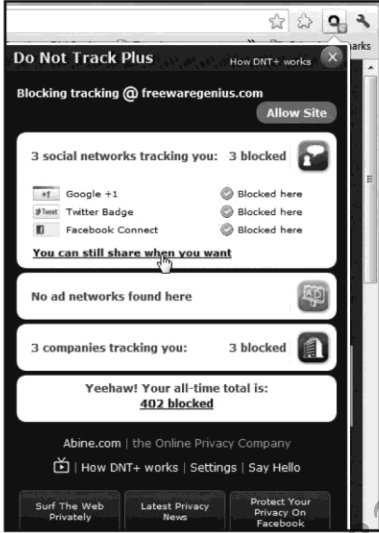 Do Not Track Plus How DNT+ works
Blocking tracking @ freewaregenius.com
Allow Site
3 social networks tracking you: 3 blocked
+1 Google +1 Blocked here
Tweet Twitter Badge Blocked here
Facebook Connect Blocked here
You can still share when you want
No ad networks found here
AD
3 companies tracking you: 3 blocked
Yeehaw! Your all-time total is:
402 blocked
Abine.com | the Online Privacy Company
| How DNT+ works | Settings | Say Hello
Surf The Web
Privately
Latest Privacy
News
Protect Your
Privacy On
Facebook